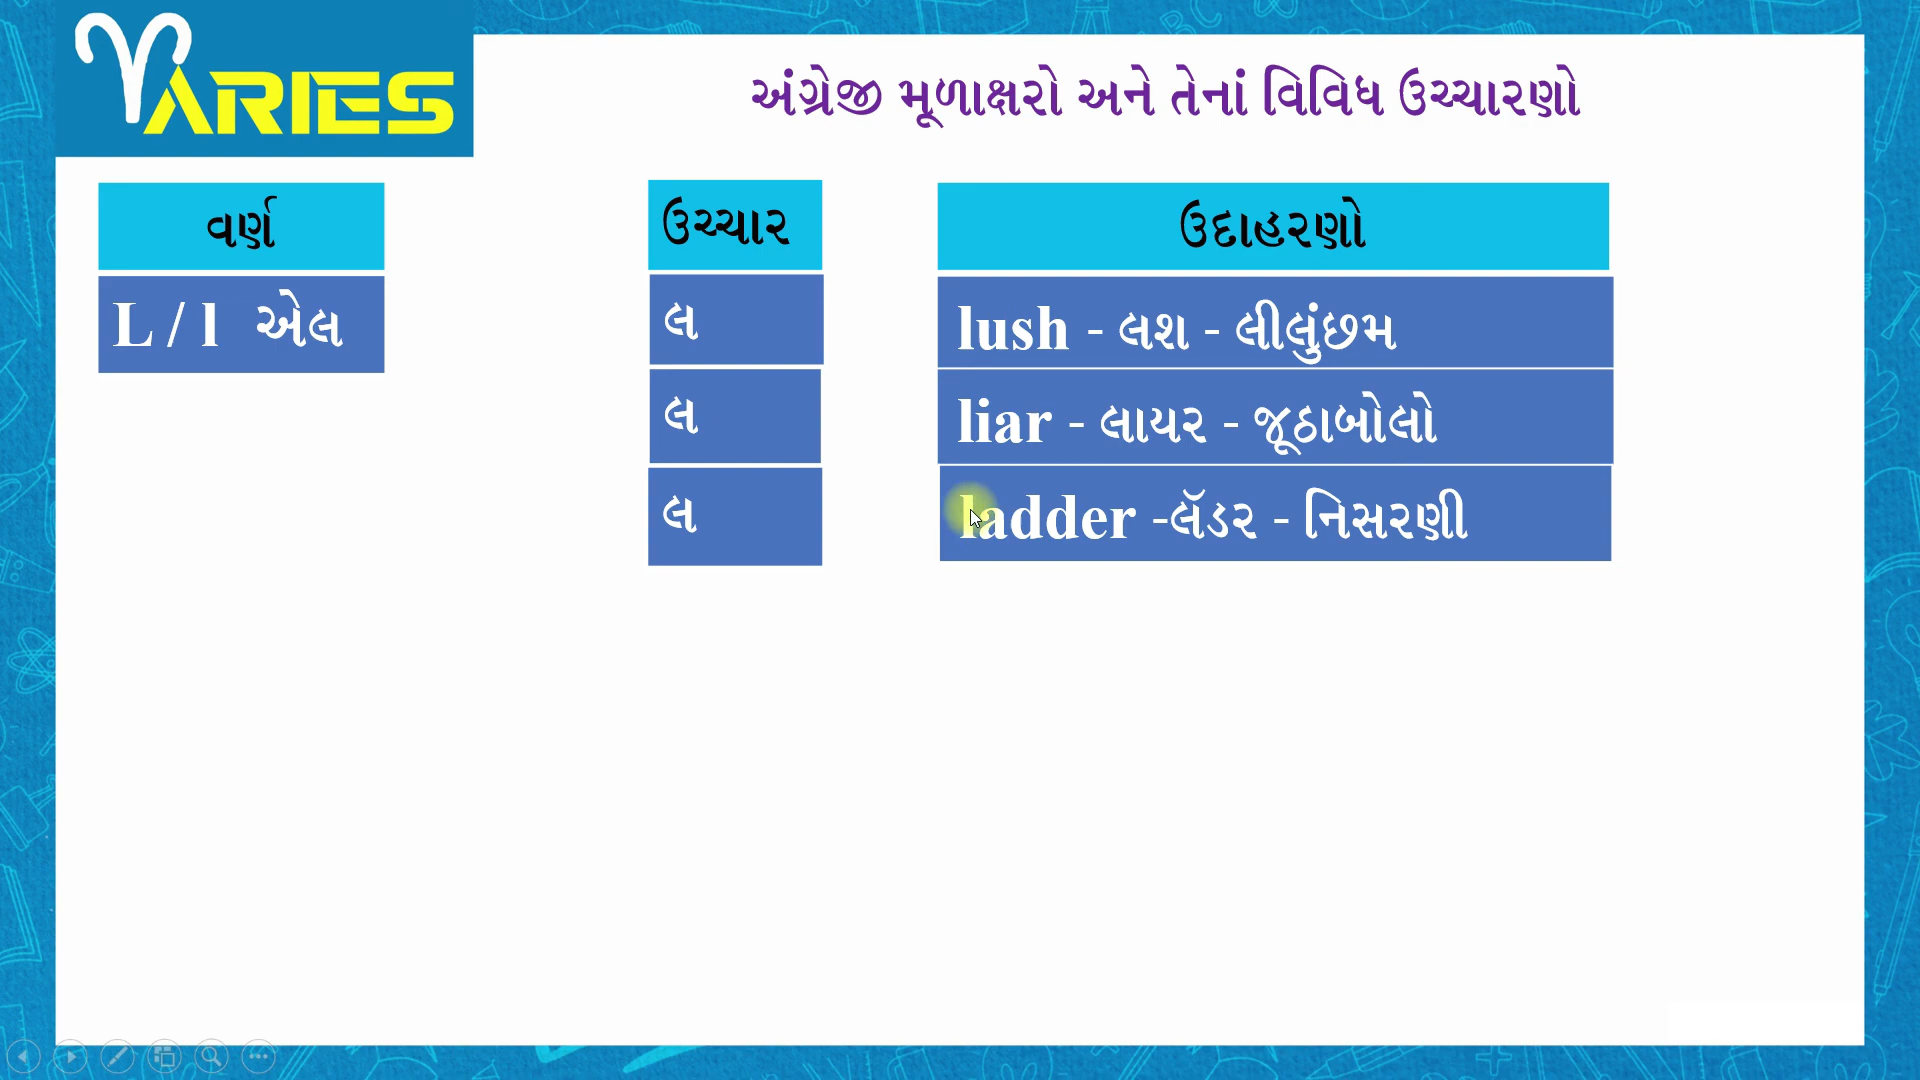 ARIES
અંગ્રેજી મૂળાક્ષરો અને તેનાં વિવિધ ઉચ્ચારણો
વર્ણ ઉચ્ચાર ઉદાહરણો
L / l એલ લ lush - લશ - લીલુંછમ
લ liar - લાયર - જૂઠાબોલો
લ ladder -લૅડર - નિસરણી